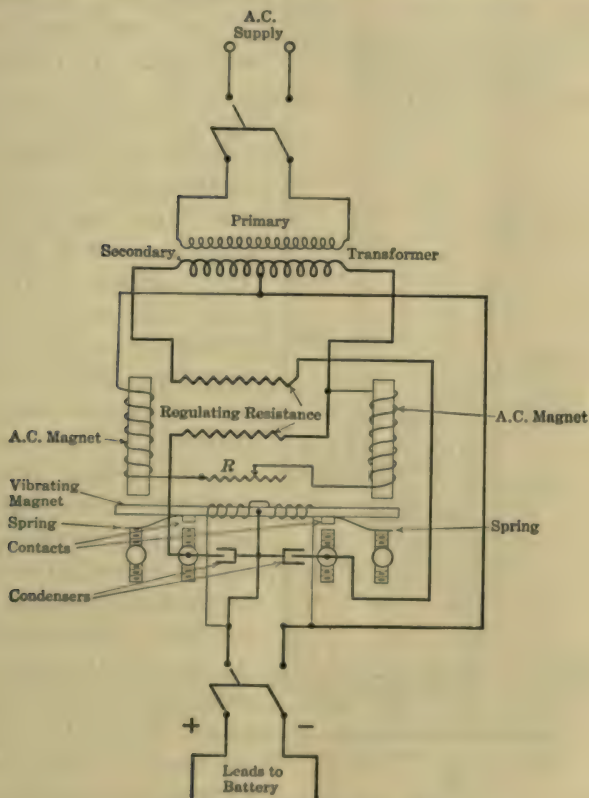 A.C.
Supply
Primary
Secondary
Transformer
Regulating Resistance
A.C. Magnet
A.C. Magnet
R
Vibrating
Magnet
Spring
Spring
Contacts
Condensers
+
−
Leads to
Battery